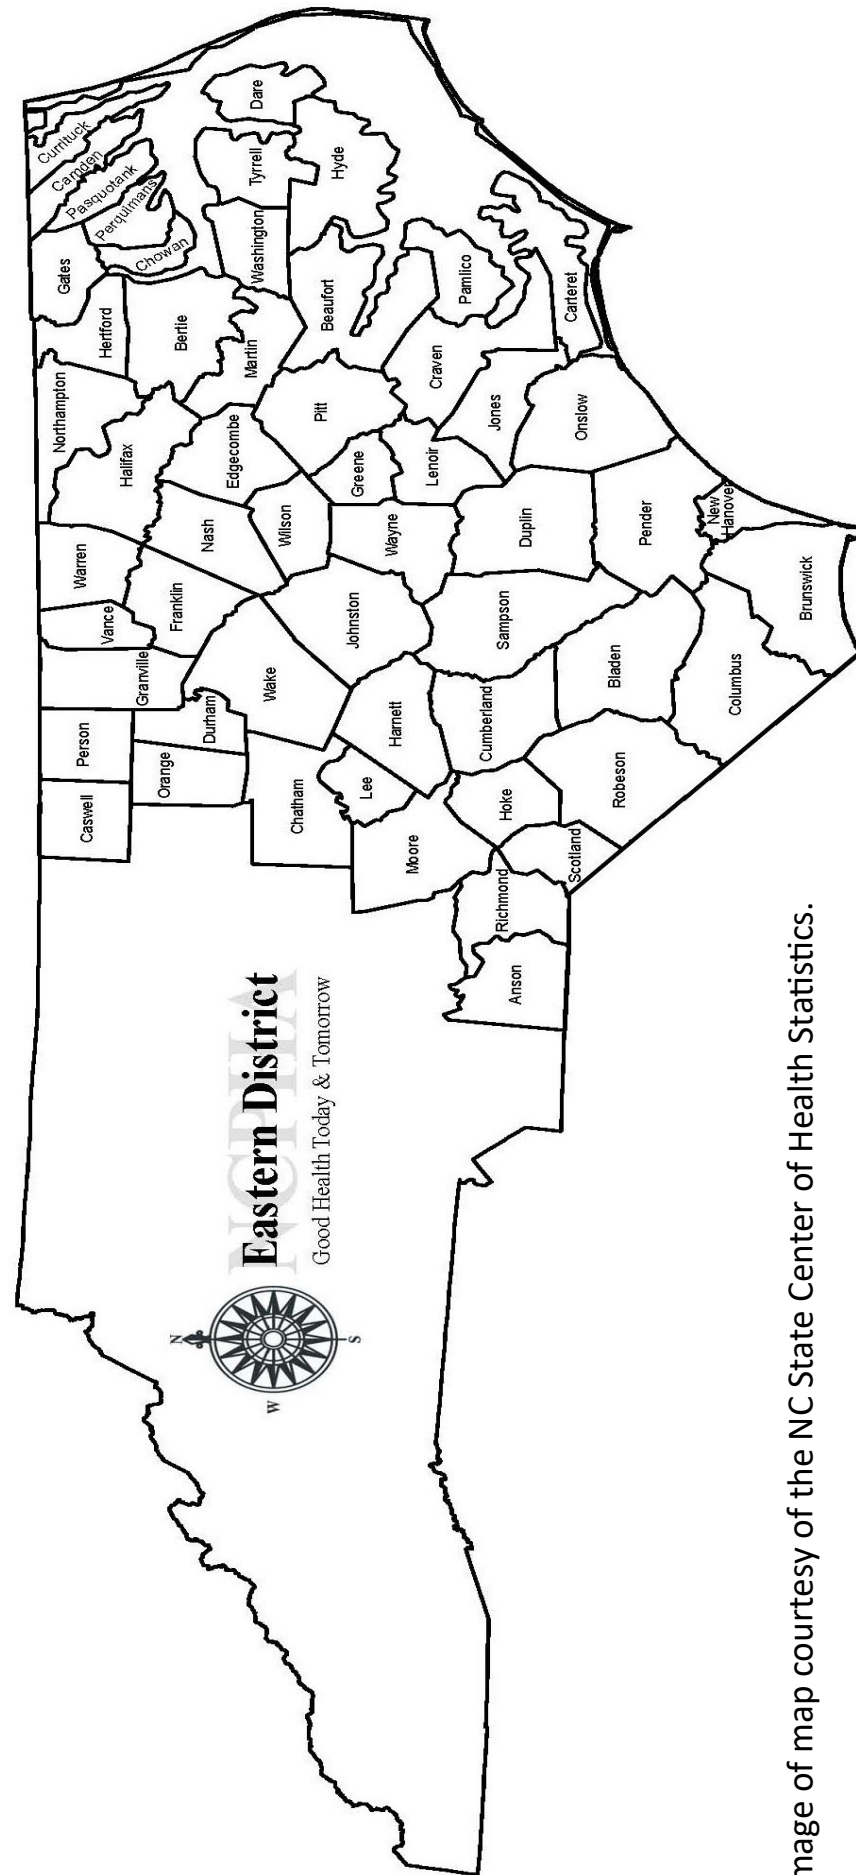 Currituck
Camden
Pasquotank
Perquimans
Chowan
Gates
Hertford
Northampton
Warren
Vance
Granville
Person
Caswell
Halifax
Bertie
Franklin
Nash
Edgecombe
Martin
Washington
Tyrrell
Dare
Orange
Durham
Wake
Wilson
Pitt
Beaufort
Hyde
Chatham
Johnston
Greene
Wayne
Lenoir
Craven
Pamlico
Lee
Harnett
Moore
Jones
Carteret
Cumberland
Sampson
Duplin
Onslow
Hoke
Richmond
Anson
Scotland
Robeson
Bladen
Pender
New
Hanover
Columbus
Brunswick
NCPHA
Eastern District
Good Health Today & Tomorrow
N
W
S
mage of map courtesy of the NC State Center of Health Statistics.